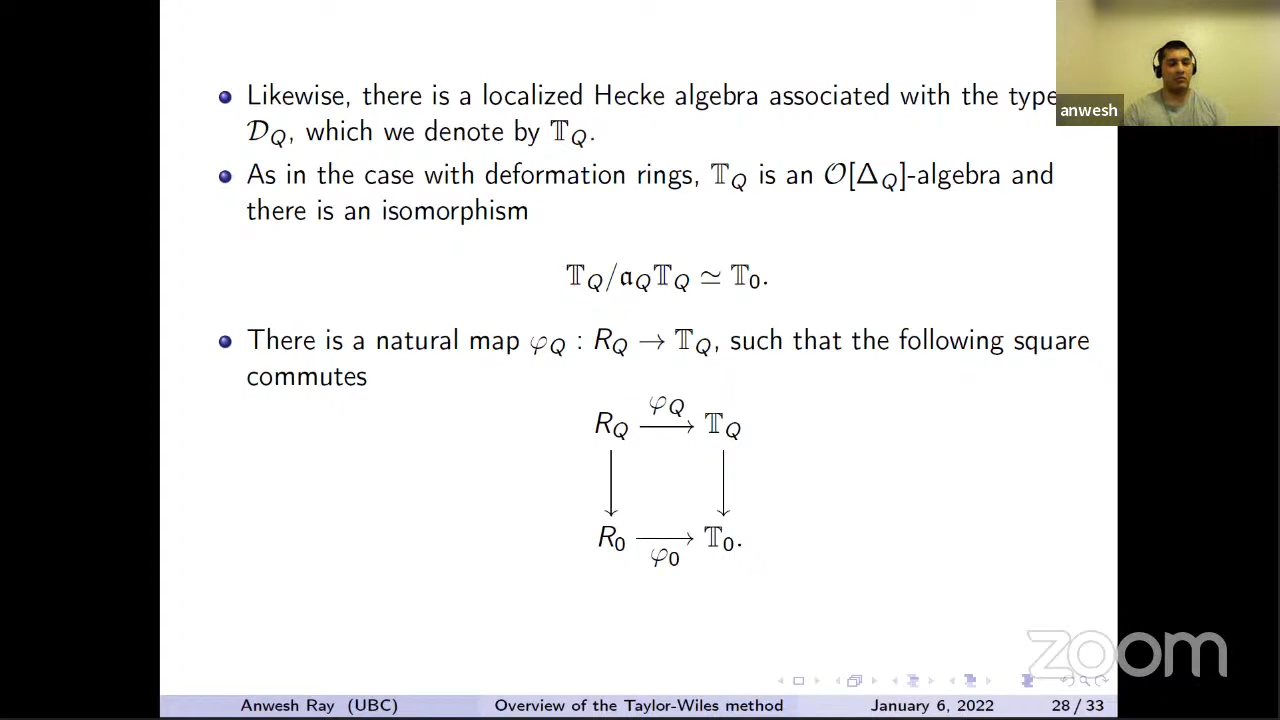 Likewise, there is a localized Hecke algebra associated with the type
𝒟_Q, which we denote by 𝕋_Q.
As in the case with deformation rings, 𝕋_Q is an 𝒪[Δ_Q]-algebra and
there is an isomorphism
𝕋_Q/𝔞_Q𝕋_Q ≃ 𝕋_0.
There is a natural map φ_Q : R_Q → 𝕋_Q, such that the following square
commutes
φ_Q
R_Q → 𝕋_Q
↓ ↓
R_0 → 𝕋_0.
φ_0
anwesh
zoom
Anwesh Ray (UBC) Overview of the Taylor-Wiles method January 6, 2022 28 / 33